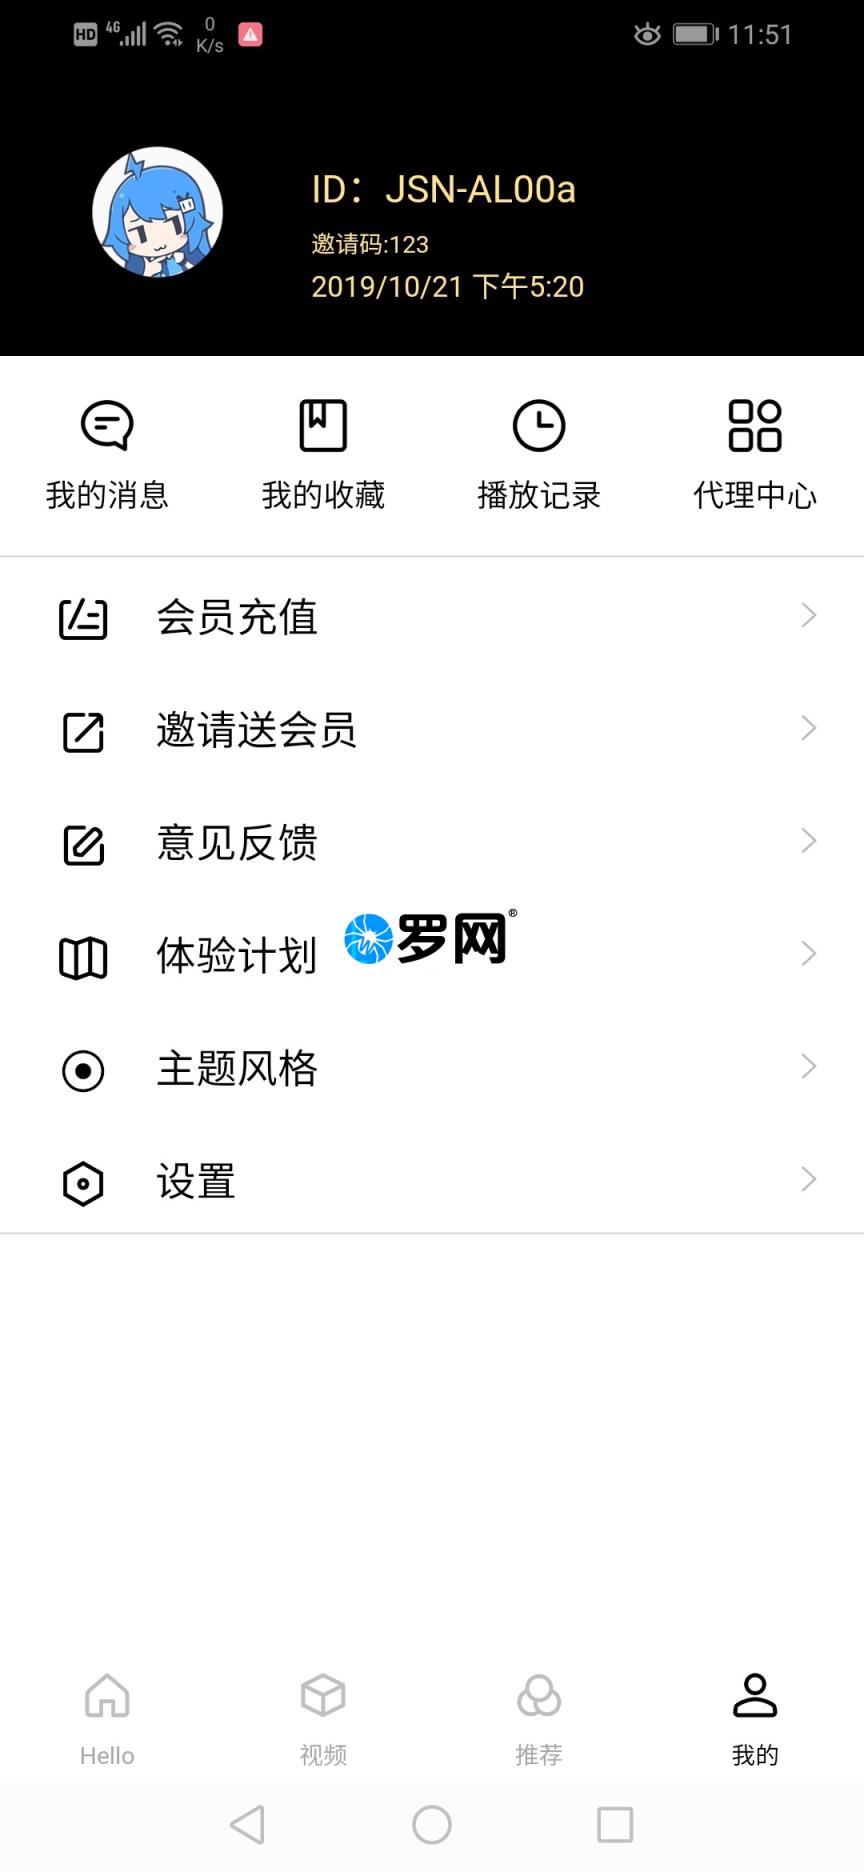 HD 4G 0 K/s 11:51
ID：JSN-AL00a
邀请码:123
2019/10/21 下午5:20
我的消息 我的收藏 播放记录 代理中心
会员充值
邀请送会员
意见反馈
体验计划
罗网®
主题风格
设置
Hello 视频 推荐 我的